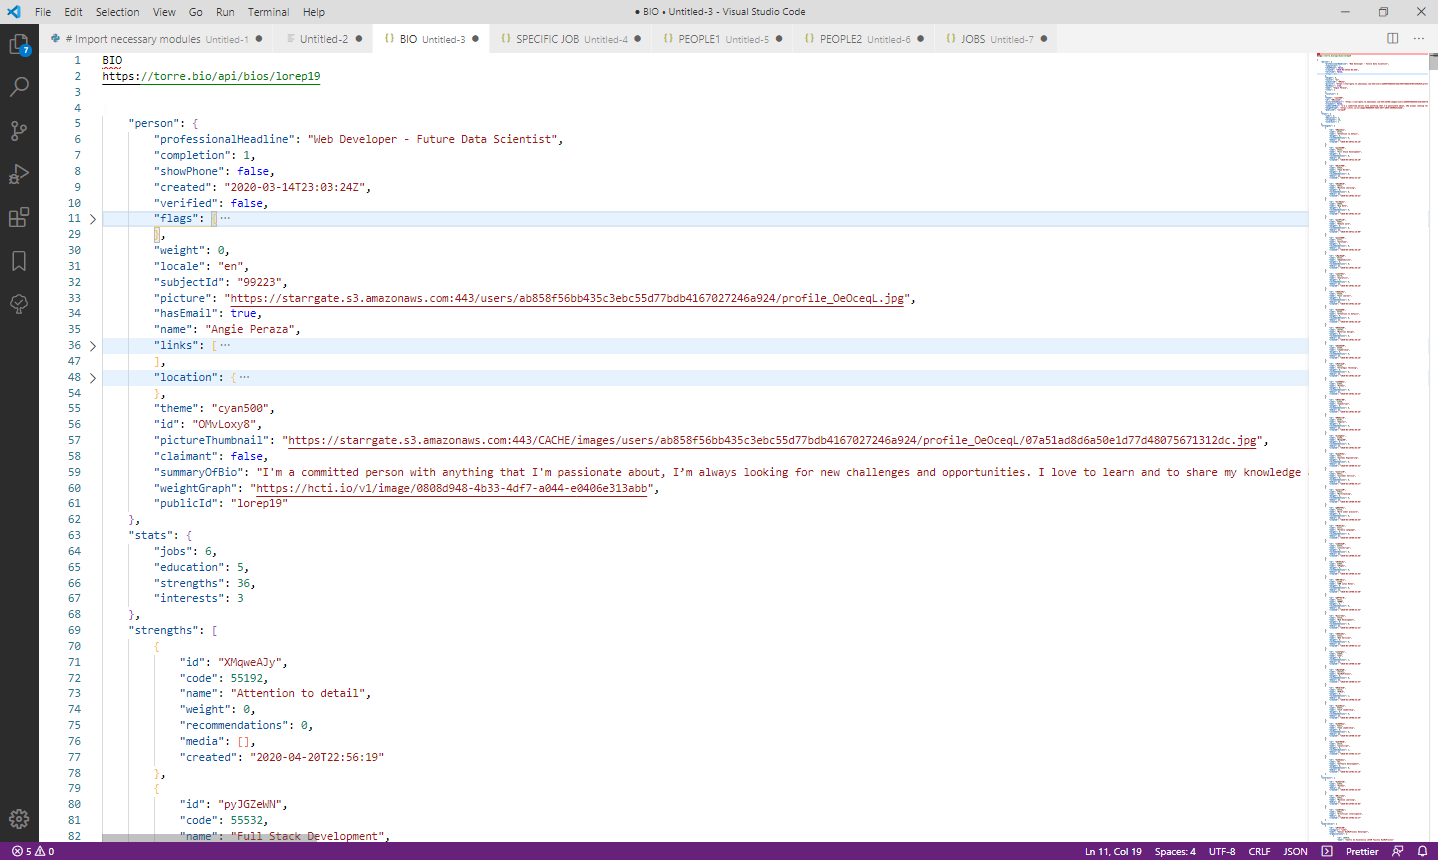 File Edit Selection View Go Run Terminal Help
● BIO • Untitled-3 - Visual Studio Code
# Import necessary modules Untitled-1 ●
Untitled-2 ●
{} BIO Untitled-3 ●
{} SPECIFIC JOB Untitled-4 ●
{} PEOPLE1 Untitled-5 ●
{} PEOPLE2 Untitled-6 ●
{} JOBS Untitled-7 ●
7
1 BIO
2 https://torre.bio/api/bios/lorep19
3
4
5 "person": {
6 "professionalHeadline": "Web Developer - Future Data Scientist",
7 "completion": 1,
8 "showPhone": false,
9 "created": "2020-03-14T23:03:24Z",
10 "verified": false,
11 "flags": { ⋯
29 },
30 "weight": 0,
31 "locale": "en",
32 "subjectId": "99223",
33 "picture": "https://starrgate.s3.amazonaws.com:443/users/ab858f56bb435c3ebc55d77bdb4167027246a924/profile_OeOceqL.jpg",
34 "hasEmail": true,
35 "name": "Angie Peraza",
36 "links": [ ⋯
47 ],
48 "location": { ⋯
54 },
55 "theme": "cyan500",
56 "id": "OMvLoxy8",
57 "pictureThumbnail": "https://starrgate.s3.amazonaws.com:443/CACHE/images/users/ab858f56bb435c3ebc55d77bdb4167027246a924/profile_OeOceqL/07a51ad8d6a50e1d77d48075671312dc.jpg",
58 "claimant": false,
59 "summaryOfBio": "I'm a committed person with anything that I'm passionate about, I’m always looking for new challenges and opportunities. I love to learn and to share my knowledge
60 "weightGraph": "https://hcti.io/v1/image/0808d948-4b33-4df7-a044-e0406e313abb",
61 "publicId": "lorep19"
62 },
63 "stats": {
64 "jobs": 6,
65 "education": 5,
66 "strengths": 36,
67 "interests": 3
68 },
69 "strengths": [
70 {
71 "id": "XMqweAJy",
72 "code": 55192,
73 "name": "Attention to detail",
74 "weight": 0,
75 "recommendations": 0,
76 "media": [],
77 "created": "2020-04-20T22:56:19"
78 },
79 {
80 "id": "pyJGZeWN",
81 "code": 55532,
82 "name": "Full Stack Development",
5 0
Ln 11, Col 19 Spaces: 4 UTF-8 CRLF JSON Prettier